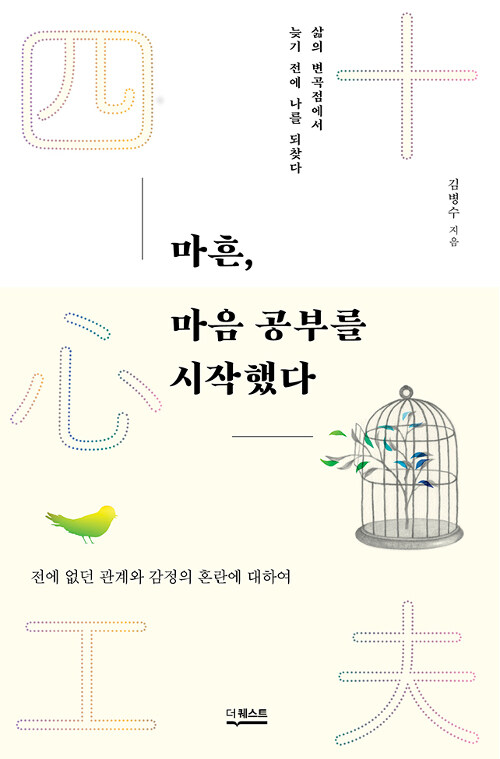 四十
삶의 변곡점에서
늦기 전에 나를 되찾다
김병수 지음
마흔,
마음 공부를
시작했다
心
전에 없던 관계와 감정의 혼란에 대하여
工夫
더퀘스트